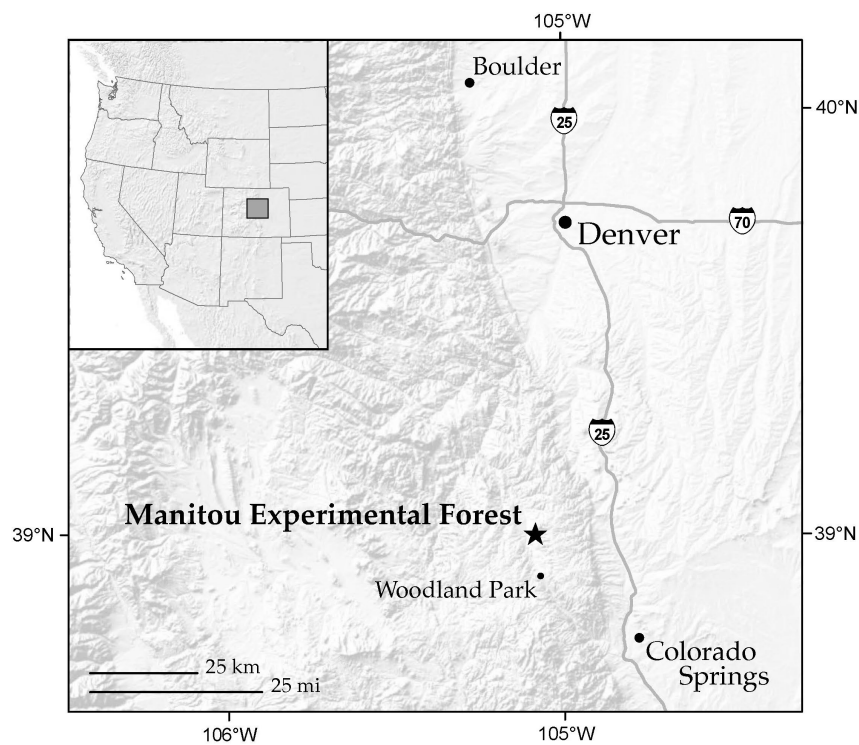 105°W
Boulder
40°N
25
70
Denver
25
Manitou Experimental Forest
39°N
39°N
Woodland Park
Colorado
Springs
25 km
25 mi
106°W
105°W